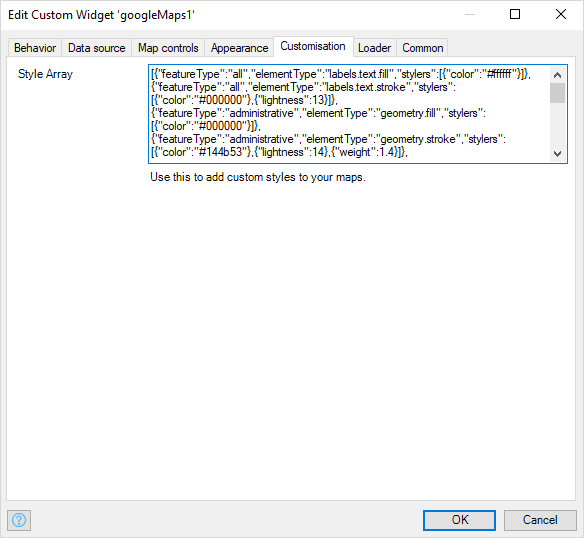 Edit Custom Widget 'googleMaps1'
Behavior Data source Map controls Appearance Customisation Loader Common
Style Array
[{"featureType":"all","elementType":"labels.text.fill","stylers":[{"color":"#ffffff"}]},
{"featureType":"all","elementType":"labels.text.stroke","stylers":
[{"color":"#000000"},{"lightness":13}]},
{"featureType":"administrative","elementType":"geometry.fill","stylers":
[{"color":"#000000"}]},
{"featureType":"administrative","elementType":"geometry.stroke","stylers":
[{"color":"#144b53"},{"lightness":14},{"weight":1.4}]},
Use this to add custom styles to your maps.
? OK Cancel